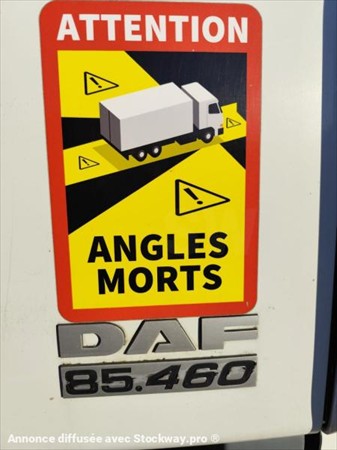 ATTENTION
ANGLES
MORTS
DAF
85.460
Annonce diffusée avec Stockway.pro ®